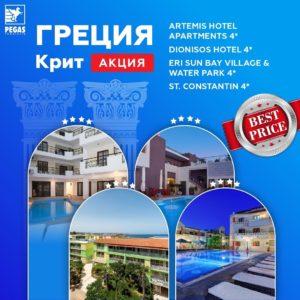 PEGAS
TOURISTIK
ГРЕЦИЯ
Крит АКЦИЯ
ARTEMIS HOTEL
APARTMENTS 4*
DIONISOS HOTEL 4*
ERI SUN BAY VILLAGE &
WATER PARK 4*
ST. CONSTANTIN 4*
BEST
PRICE